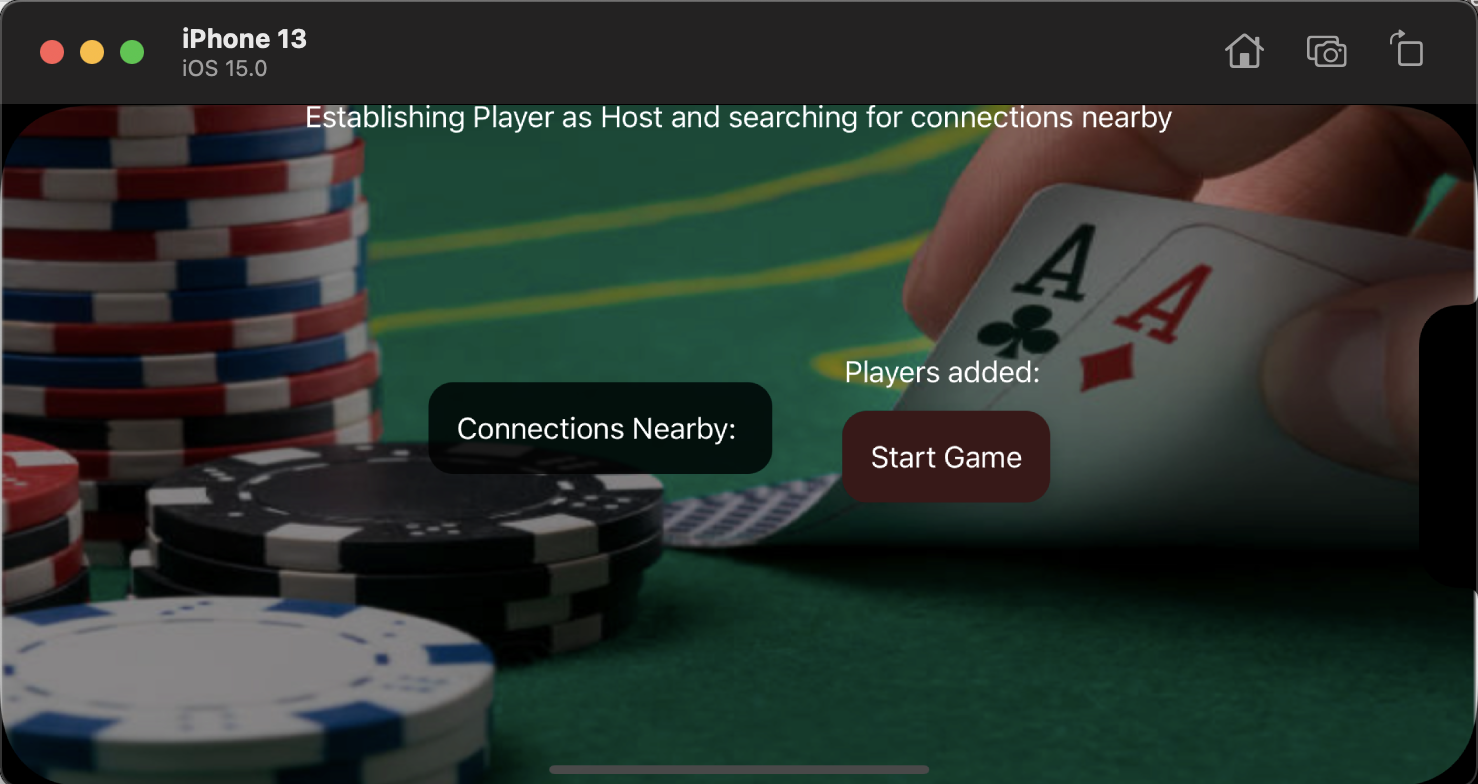 iPhone 13
iOS 15.0
Establishing Player as Host and searching for connections nearby
A
A
Players added:
Connections Nearby:
Start Game